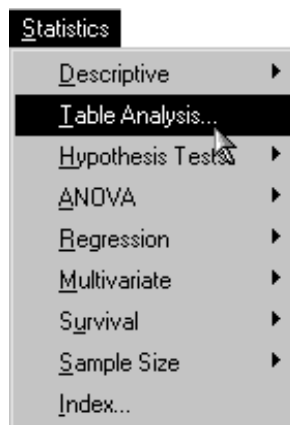 Statistics
Descriptive
Table Analysis...
Hypothesis Tests
ANOVA
Regression
Multivariate
Survival
Sample Size
Index...